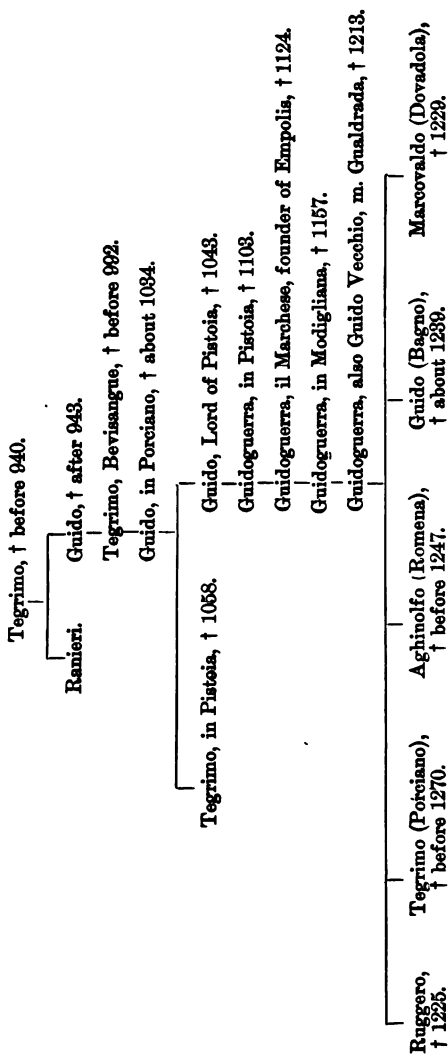 Tegrimo, † before 940.
Ranieri. Guido, † after 943.
Tegrimo, Bevisangue, † before 992.
Guido, in Porciano, † about 1034.
Tegrimo, in Pistoia, † 1058. Guido, Lord of Pistoia, † 1043.
Guidoguerra, in Pistoia, † 1103.
Guidoguerra, il Marchese, founder of Empolis, † 1124.
Guidoguerra, in Modigliana, † 1157.
Guidoguerra, also Guido Vecchio, m. Gualdrada, † 1213.
Ruggero, Tegrimo (Porciano), Aghinolfo (Romena), Guido (Bagno), Marcovaldo (Dovadola),
† 1225. † before 1270. † before 1247. † about 1239. † 1229.